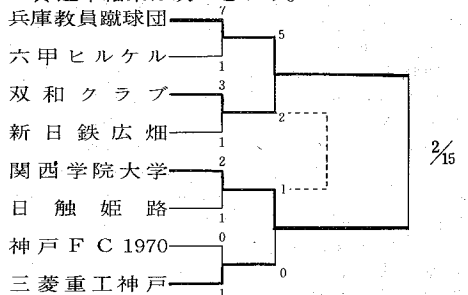 兵庫教員蹴球団 7
六甲ヒルケル 1
5
双和クラブ 3
新日鉄広畑 1
2
関西学院大学 2
日触姫路 1
1
神戸FC1970 0
三菱重工神戸 1
0
2/15